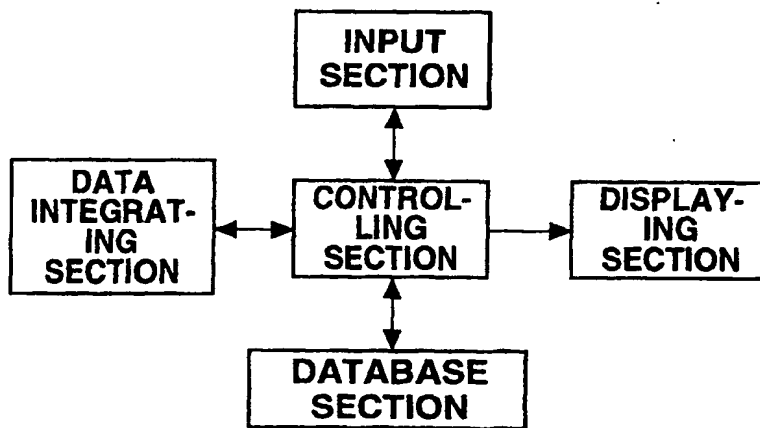 INPUT
SECTION
DATA
INTEGRAT-
ING
SECTION
CONTROL-
LING
SECTION
DISPLAY-
ING
SECTION
DATABASE
SECTION